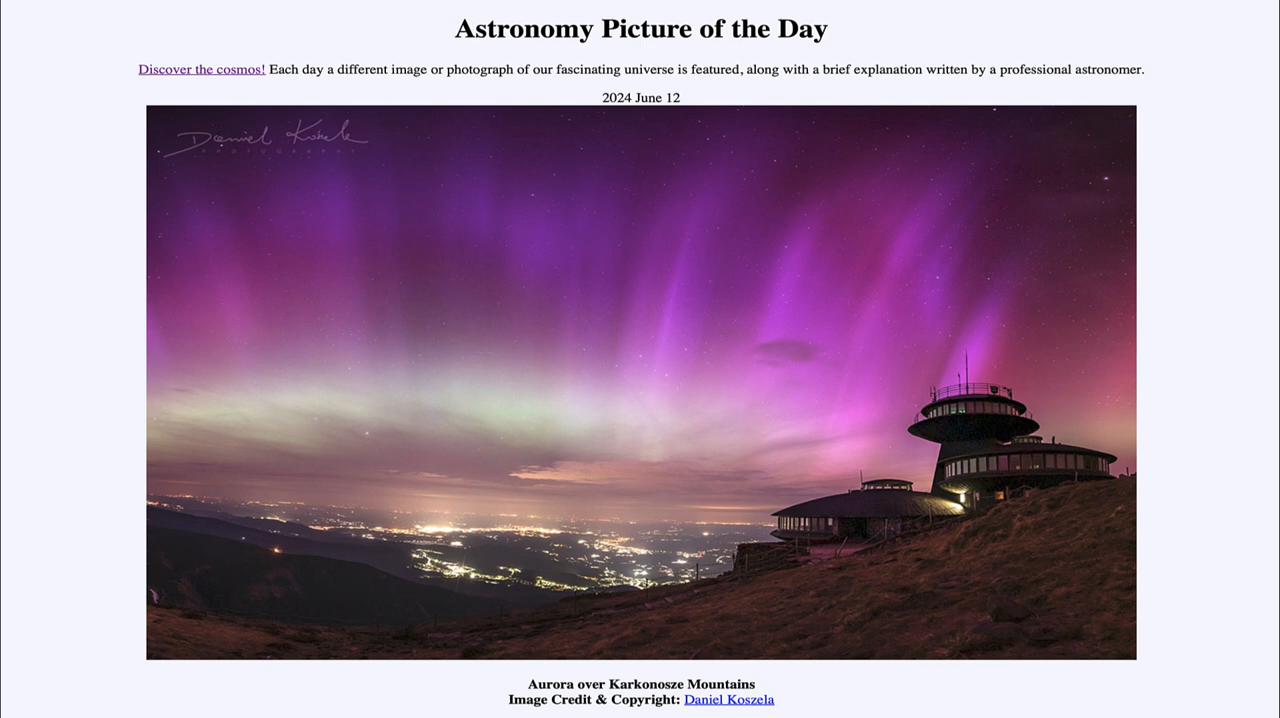 Astronomy Picture of the Day
Discover the cosmos! Each day a different image or photograph of our fascinating universe is featured, along with a brief explanation written by a professional astronomer.
2024 June 12
Daniel Koszela
PHOTOGRAPHY
Aurora over Karkonosze Mountains
Image Credit & Copyright: Daniel Koszela